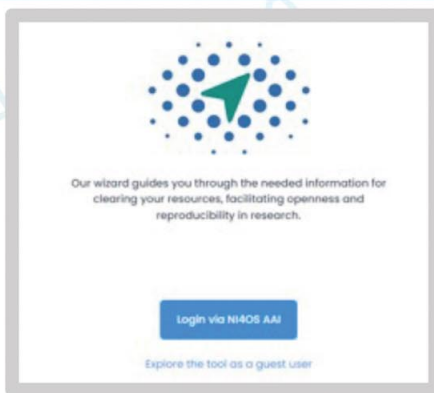 Our wizard guides you through the needed information for
clearing your resources, facilitating openness and
reproducibility in research.
Login via NI4OS AAI
Explore the tool as a guest user